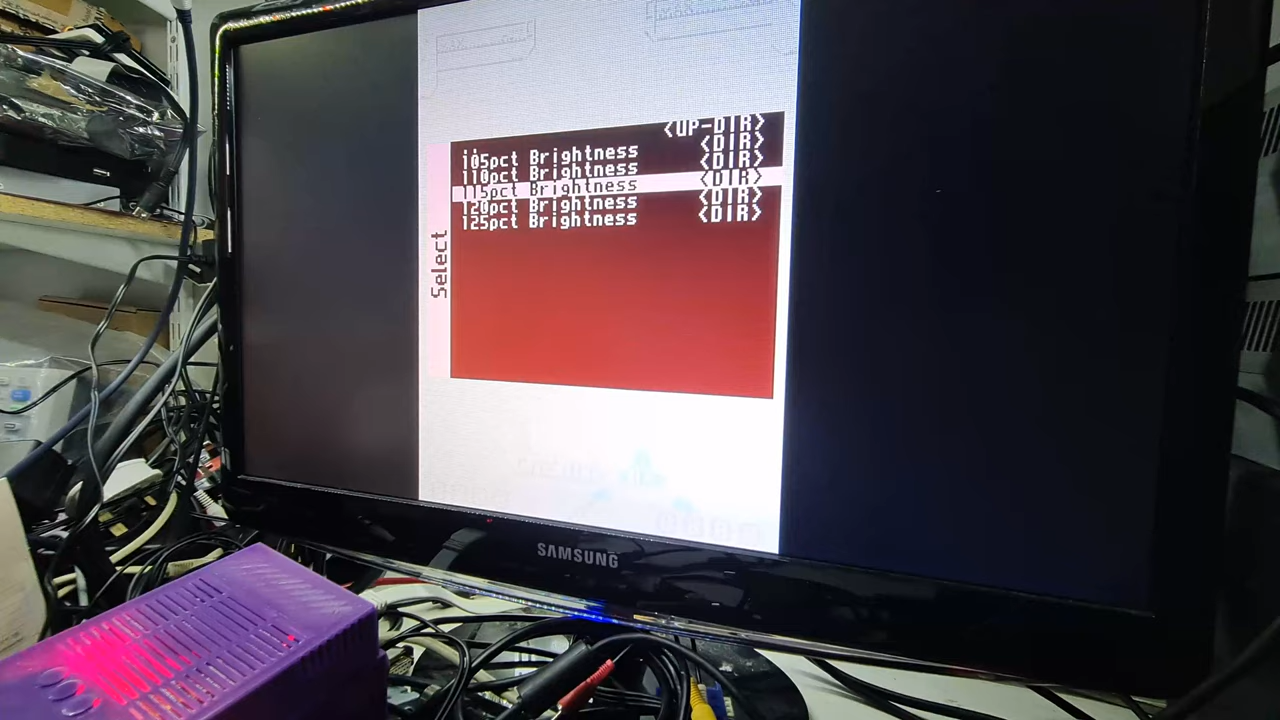 <UP-DIR>
..
<DIR>
105pct Brightness <DIR>
110pct Brightness <DIR>
115pct Brightness <DIR>
120pct Brightness <DIR>
125pct Brightness
Select
SAMSUNG